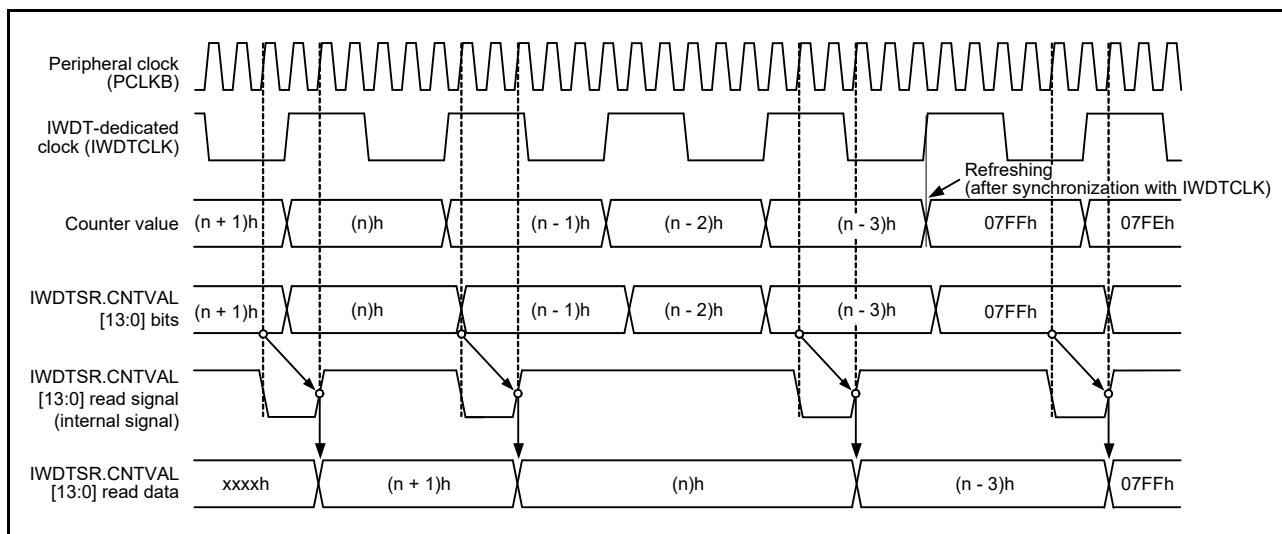 Peripheral clock
(PCLKB)
IWDT-dedicated
clock (IWDTCLK)
Refreshing
(after synchronization with IWDTCLK)
Counter value
(n + 1)h
(n)h
(n - 1)h
(n - 2)h
(n - 3)h
07FFh
07FEh
IWDTSR.CNTVAL
[13:0] bits
(n + 1)h
(n)h
(n - 1)h
(n - 2)h
(n - 3)h
07FFh
IWDTSR.CNTVAL
[13:0] read signal
(internal signal)
IWDTSR.CNTVAL
[13:0] read data
xxxxh
(n + 1)h
(n)h
(n - 3)h
07FFh